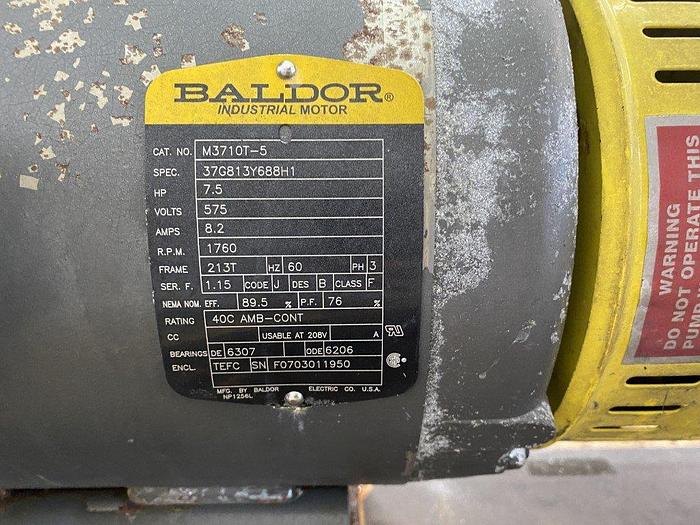 BALDOR®
INDUSTRIAL MOTOR
CAT. NO. M3710T-5
SPEC. 37G813Y688H1
HP 7.5
VOLTS 575
AMPS 8.2
R.P.M. 1760
FRAME 213T HZ 60 PH 3
SER. F. 1.15 CODE J DES B CLASS F
NEMA NOM. EFF. 89.5 % P.F. 76 %
RATING 40C AMB-CONT
CC USABLE AT 208V A
BEARINGS DE 6307 ODE 6206
ENCL. TEFC SN F0703011950
MFG. BY BALDOR ELECTRIC CO. U.S.A.
NP1256L
WARNING
DO NOT OPERATE THIS
PUMP